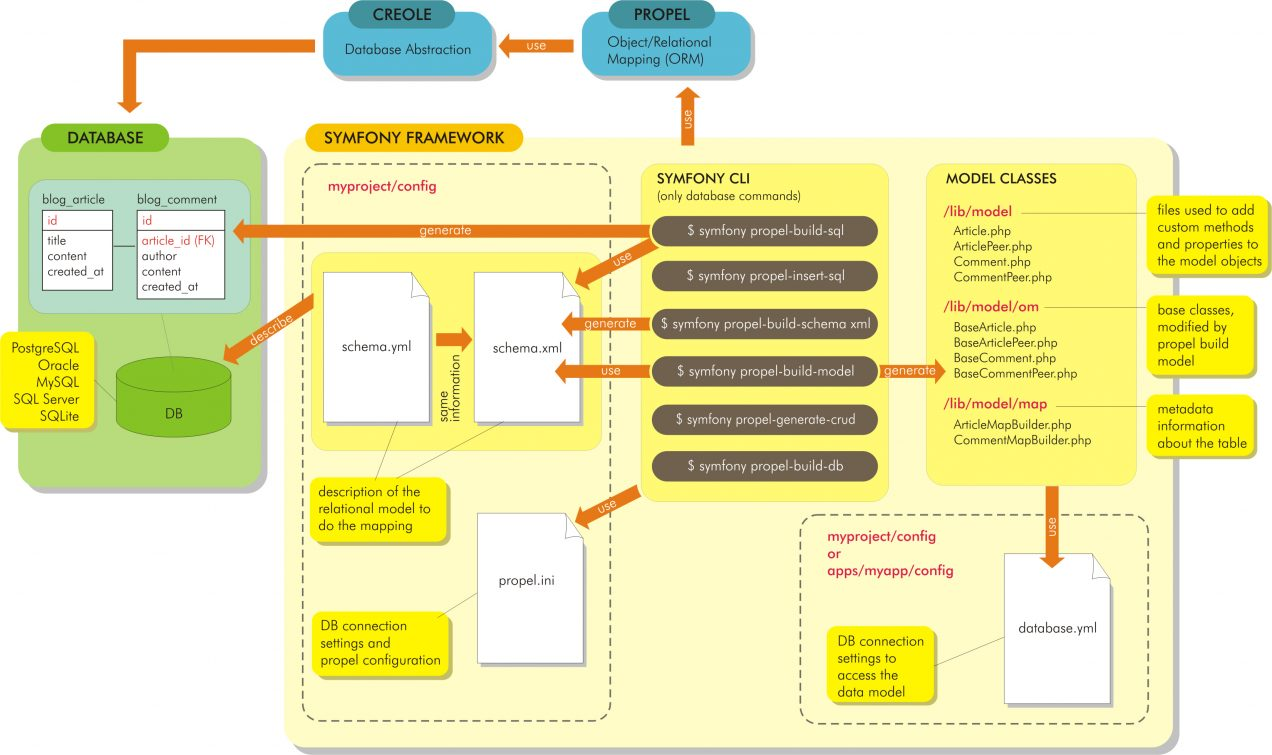 CREOLE
Database Abstraction
use
PROPEL
Object/Relational
Mapping (ORM)
use
DATABASE
blog_article
id
title
content
created_at
blog_comment
id
article_id (FK)
author
content
created_at
PostgreSQL
Oracle
MySQL
SQL Server
SQLite
DB
describe
SYMFONY FRAMEWORK
myproject/config
generate
use
schema.yml
same
information
schema.xml
generate
use
description of the
relational model to
do the mapping
use
propel.ini
DB connection
settings and
propel configuration
SYMFONY CLI
(only database commands)
$ symfony propel-build-sql
$ symfony propel-insert-sql
$ symfony propel-build-schema xml
$ symfony propel-build-model
$ symfony propel-generate-crud
$ symfony propel-build-db
generate
MODEL CLASSES
/lib/model
Article.php
ArticlePeer.php
Comment.php
CommentPeer.php
/lib/model/om
BaseArticle.php
BaseArticlePeer.php
BaseComment.php
BaseCommentPeer.php
/lib/model/map
ArticleMapBuilder.php
CommentMapBuilder.php
files used to add
custom methods
and properties to
the model objects
base classes,
modified by
propel build
model
metadata
information
about the table
use
myproject/config
or
apps/myapp/config
database.yml
DB connection
settings to
access the
data model